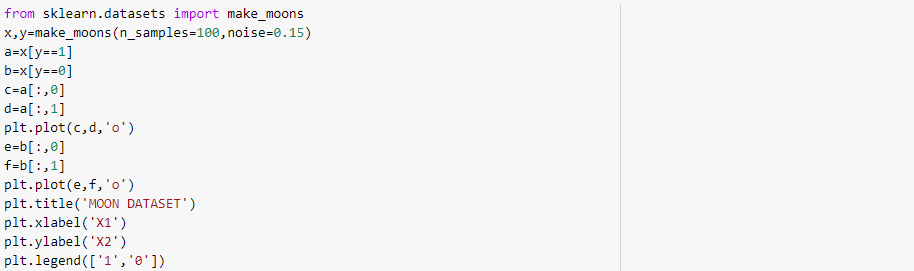 from sklearn.datasets import make_moons
x,y=make_moons(n_samples=100,noise=0.15)
a=x[y==1]
b=x[y==0]
c=a[:,0]
d=a[:,1]
plt.plot(c,d,'o')
e=b[:,0]
f=b[:,1]
plt.plot(e,f,'o')
plt.title('MOON DATASET')
plt.xlabel('X1')
plt.ylabel('X2')
plt.legend(['1','0'])